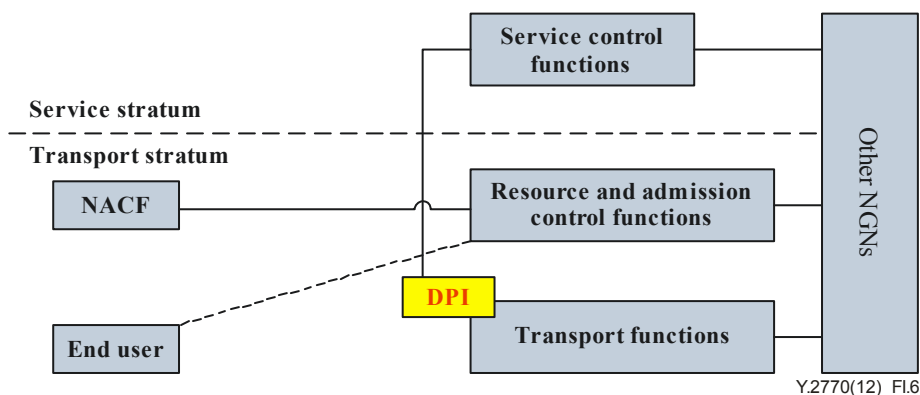 Service control
functions
Service stratum
Transport stratum
NACF
Resource and admission
control functions
Other NGNs
DPI
End user
Transport functions
Y.2770(12)_FI.6